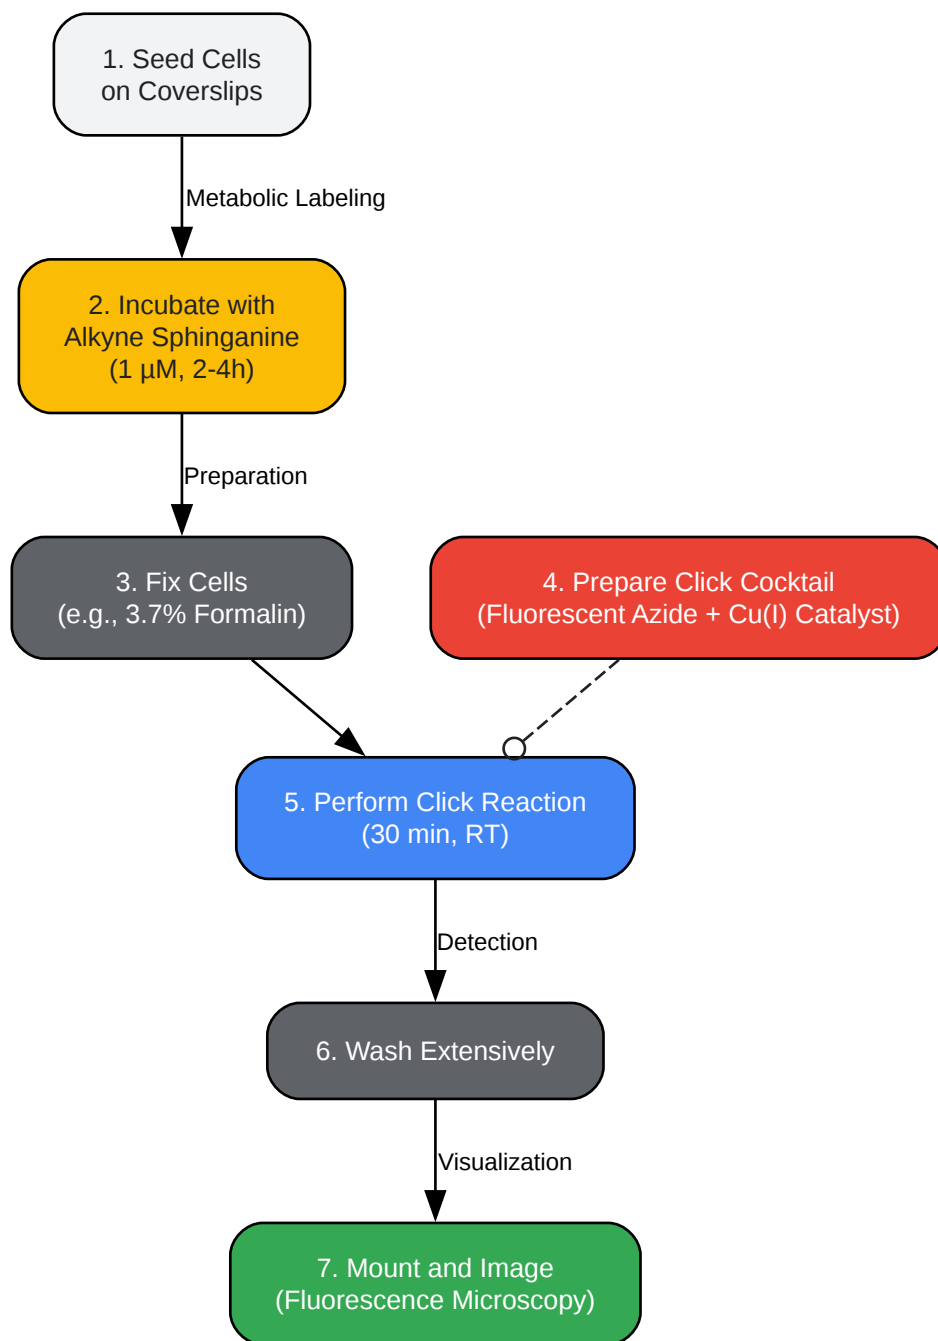 1. Seed Cells
on Coverslips
Metabolic Labeling
2. Incubate with
Alkyne Sphinganine
(1 µM, 2-4h)
Preparation
3. Fix Cells
(e.g., 3.7% Formalin)
4. Prepare Click Cocktail
(Fluorescent Azide + Cu(I) Catalyst)
5. Perform Click Reaction
(30 min, RT)
Detection
6. Wash Extensively
Visualization
7. Mount and Image
(Fluorescence Microscopy)